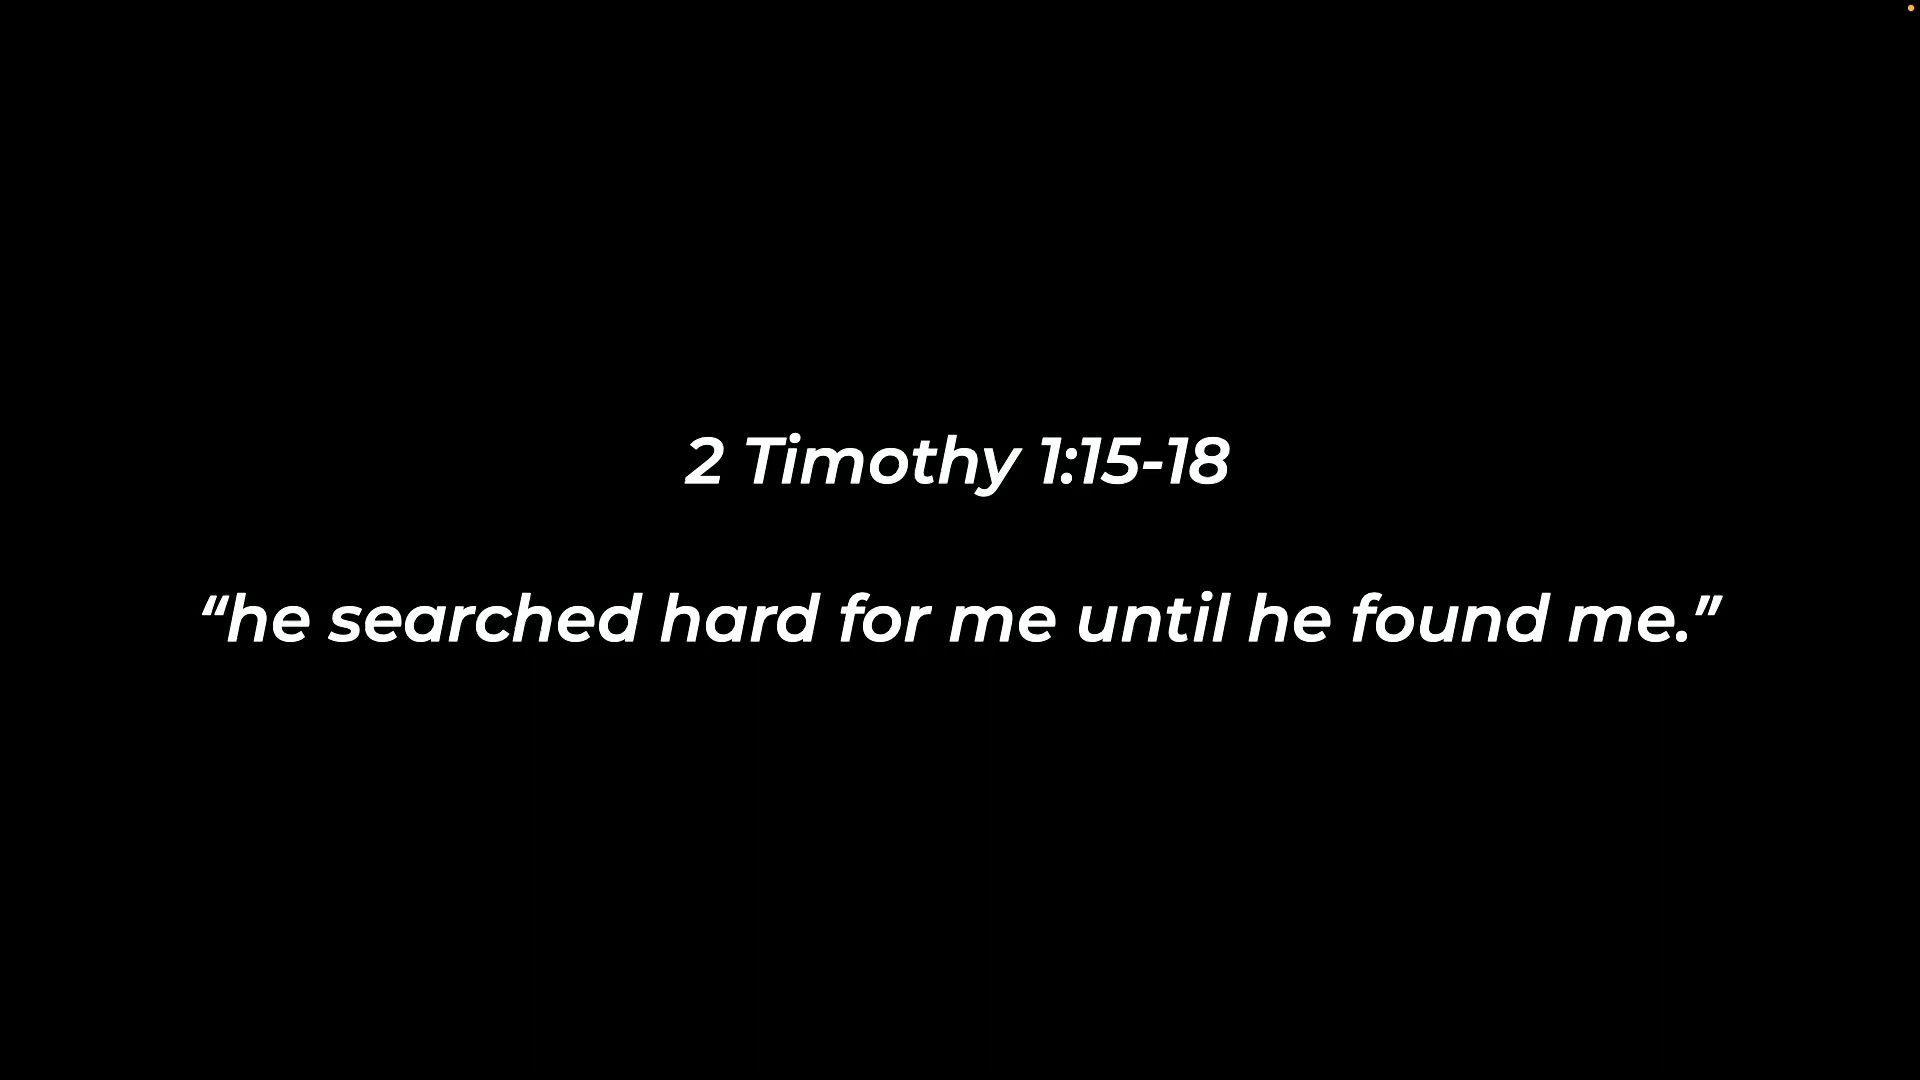 2 Timothy 1:15-18
“he searched hard for me until he found me.”